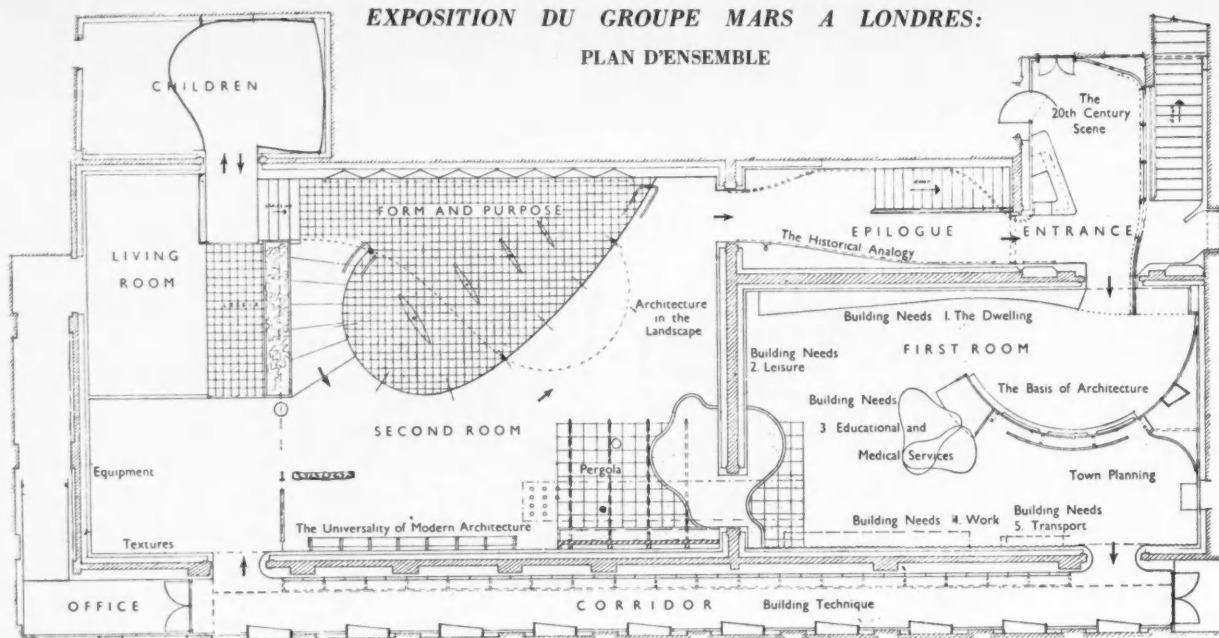 EXPOSITION DU GROUPE MARS A LONDRES:
PLAN D'ENSEMBLE
CHILDREN
The
20th Century
Scene
FORM AND PURPOSE
LIVING
ROOM
EPILOGUE
ENTRANCE
The Historical Analogy
Architecture
in the
Landscape
Building Needs 1. The Dwelling
FIRST ROOM
Building Needs
2. Leisure
The Basis of Architecture
Building Needs
3 Educational and
Medical Services
SECOND ROOM
Pergola
Equipment
Town Planning
The Universality of Modern Architecture
Building Needs 4. Work
Building Needs
5. Transport
Textures
OFFICE
CORRIDOR
Building Technique